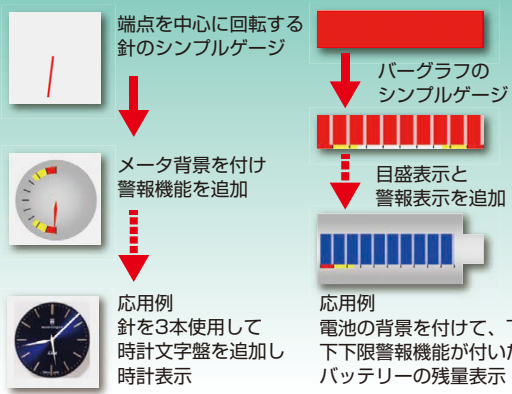 端点を中心に回転する
針のシンプルゲージ
メータ背景を付け
警報機能を追加
応用例
針を3本使用して
時計文字盤を追加し
時計表示
バーグラフの
シンプルゲージ
目盛表示と
警報表示を追加
応用例
電池の背景を付けて、
下下限警報機能が付いた
バッテリーの残量表示